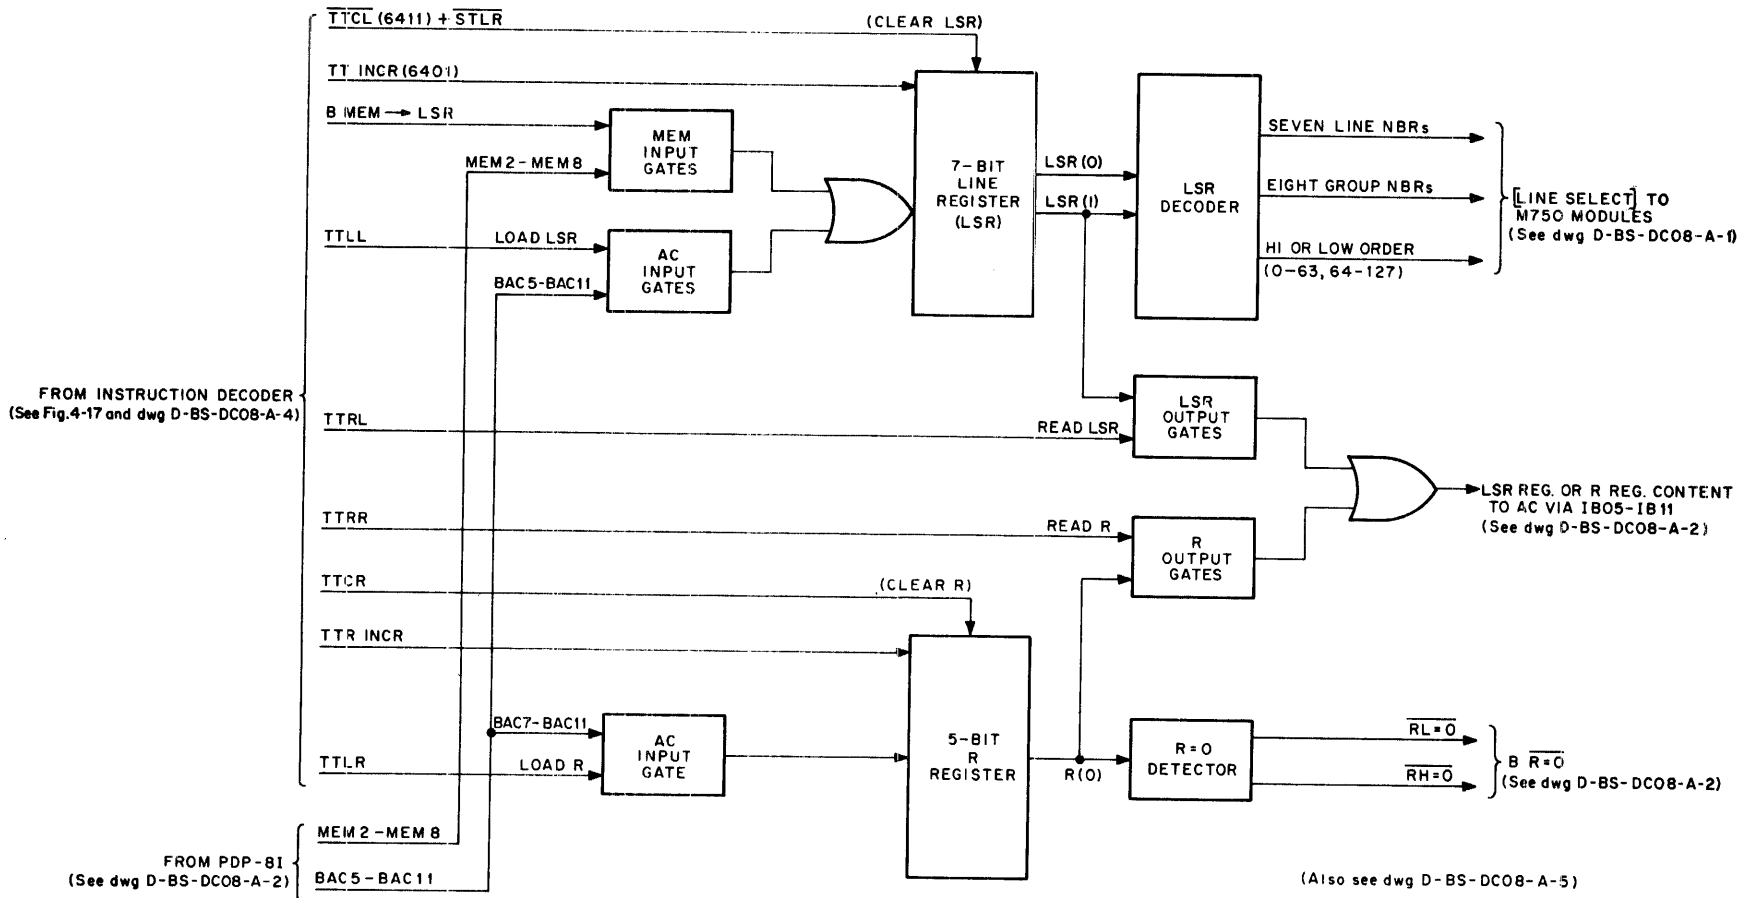 TTCL (6411) + STLR
(CLEAR LSR)
TT INCR (6401)
B MEM → LSR
MEM2-MEM8
MEM
INPUT
GATES
TTLL
LOAD LSR
BAC5-BAC11
AC
INPUT
GATES
7-BIT
LINE
REGISTER
(LSR)
LSR(0)
LSR(1)
LSR
DECODER
SEVEN LINE NBRs
EIGHT GROUP NBRs
HI OR LOW ORDER
(0-63, 64-127)
[LINE SELECT] TO
M750 MODULES
(See dwg D-BS-DC08-A-1)
FROM INSTRUCTION DECODER
(See Fig.4-17 and dwg D-BS-DC08-A-4)
TTRL
READ LSR
LSR
OUTPUT
GATES
TTRR
READ R
R
OUTPUT
GATES
LSR REG. OR R REG. CONTENT
TO AC VIA IB05-IB11
(See dwg D-BS-DC08-A-2)
TTCR
(CLEAR R)
TTR INCR
BAC7-BAC11
TTLR
LOAD R
AC
INPUT
GATE
5-BIT
R
REGISTER
R(0)
R=0
DETECTOR
RL=0
RH=0
B R=0
(See dwg D-BS-DC08-A-2)
MEM2-MEM8
FROM PDP-8I
(See dwg D-BS-DC08-A-2)
BAC5-BAC11
(Also see dwg D-BS-DC08-A-5)